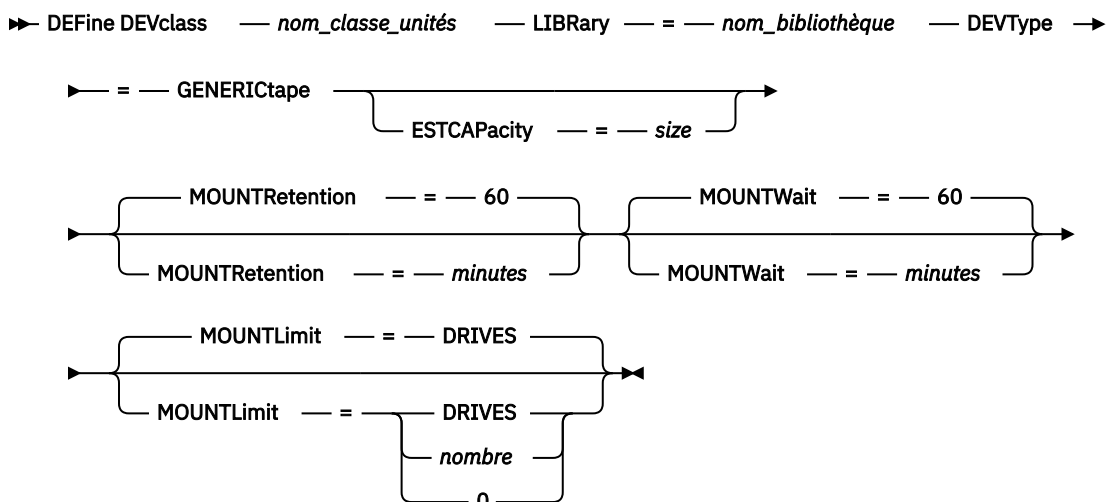 DEFine DEVclass nom_classe_unités LIBRary = nom_bibliothèque DEVType
= GENERICtape
ESTCAPacity = size
MOUNTRetention = 60 MOUNTWait = 60
MOUNTRetention = minutes MOUNTWait = minutes
MOUNTLimit = DRIVES
MOUNTLimit = DRIVES
nombre
0